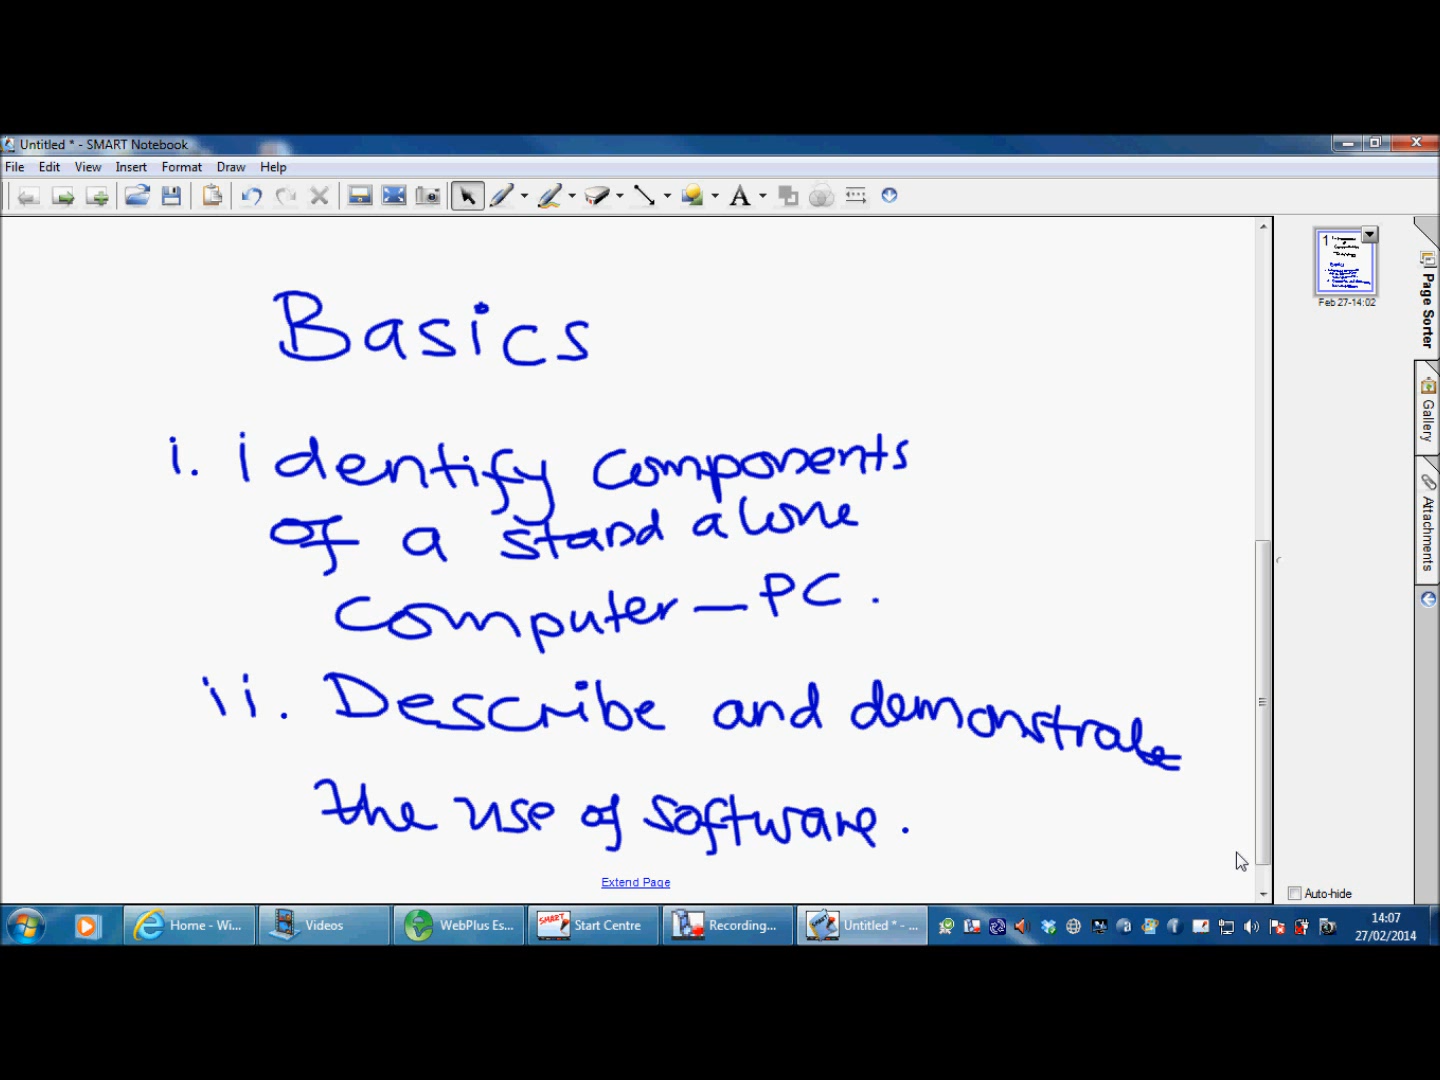 Untitled * - SMART Notebook
File Edit View Insert Format Draw Help
Basics
i. identify components
of a stand alone
Computer - PC.
ii. Describe and demonstrate
the use of software.
Extend Page
1
Feb 27-14:02
Page Sorter
Gallery
Attachments
Auto-hide
Home - Wi...
Videos
WebPlus Es...
Start Centre
Recording...
Untitled * - ...
14:07
27/02/2014